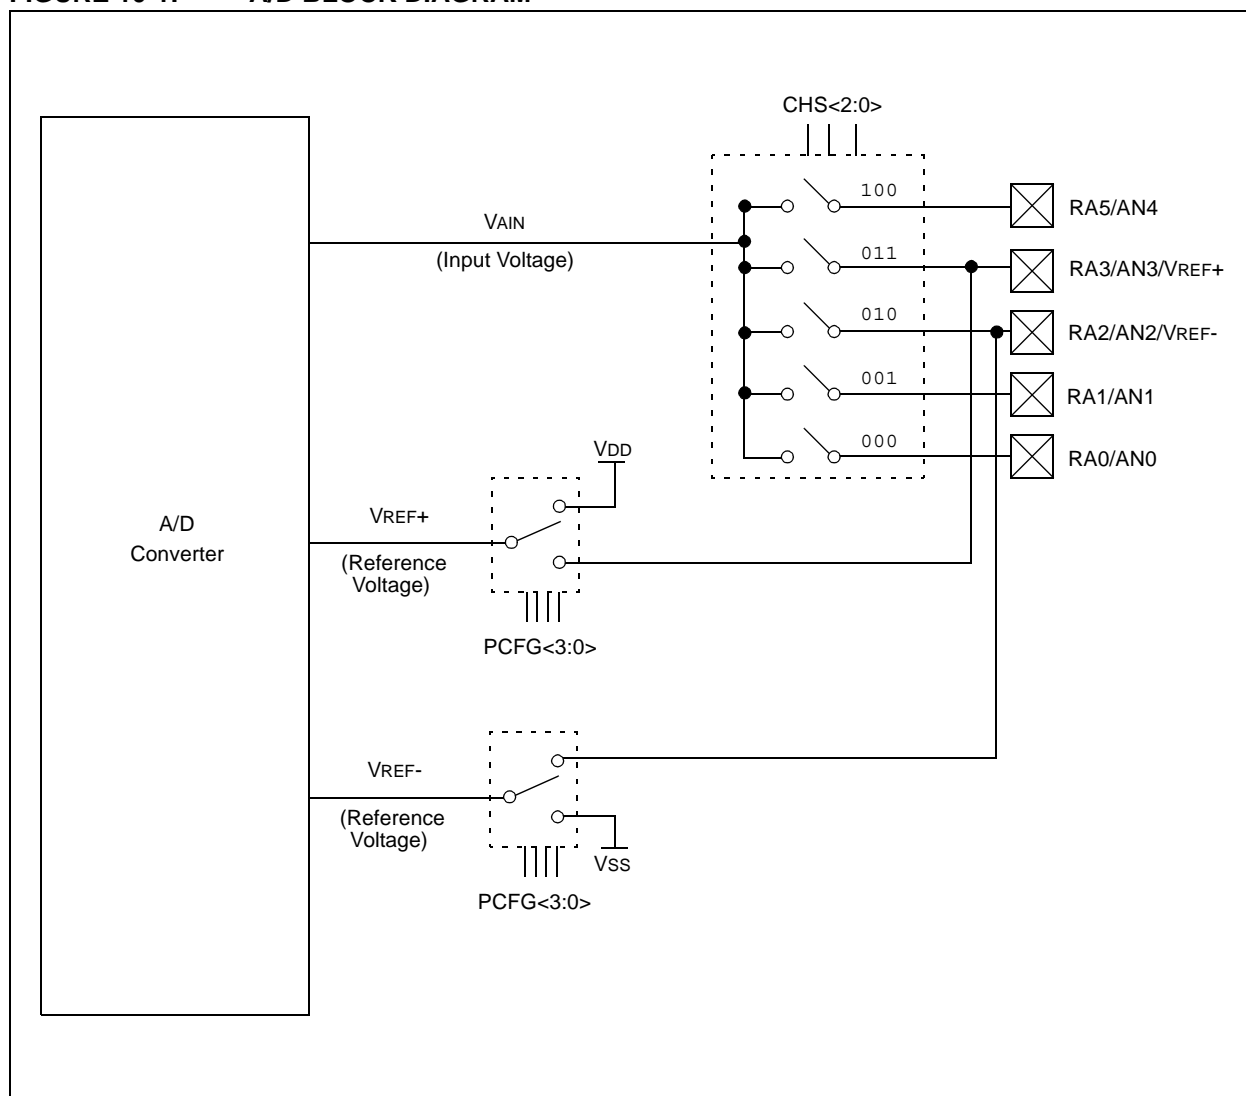 CHS<2:0>
100
RA5/AN4
VAIN
(Input Voltage)
011
RA3/AN3/VREF+
010
RA2/AN2/VREF-
001
RA1/AN1
000
RA0/AN0
VDD
A/D
Converter
VREF+
(Reference
Voltage)
PCFG<3:0>
VREF-
(Reference
Voltage)
VSS
PCFG<3:0>